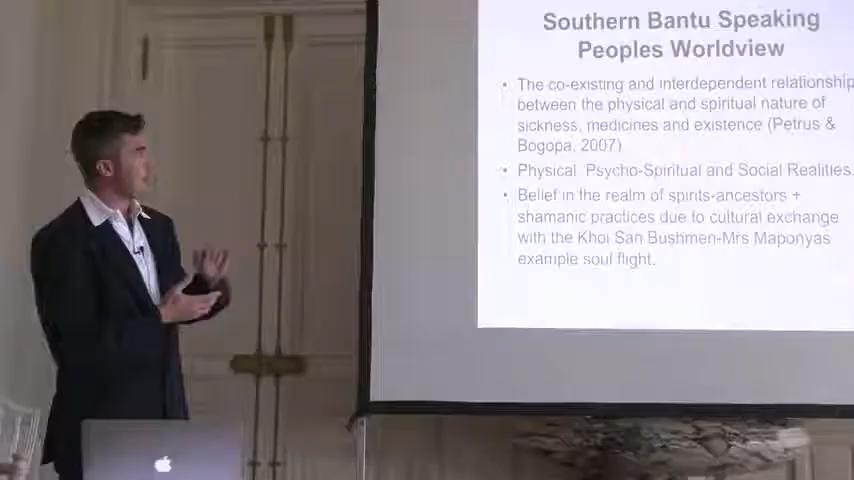 Southern Bantu Speaking
Peoples Worldview
• The co-existing and interdependent relationship
between the physical and spiritual nature of
sickness, medicines and existence (Petrus &
Bogopa, 2007)
• Physical, Psycho-Spiritual and Social Realities.
• Belief in the realm of spirits-ancestors +
shamanic practices due to cultural exchange
with the Khoi San Bushmen-Mrs Maponyas
example soul flight.